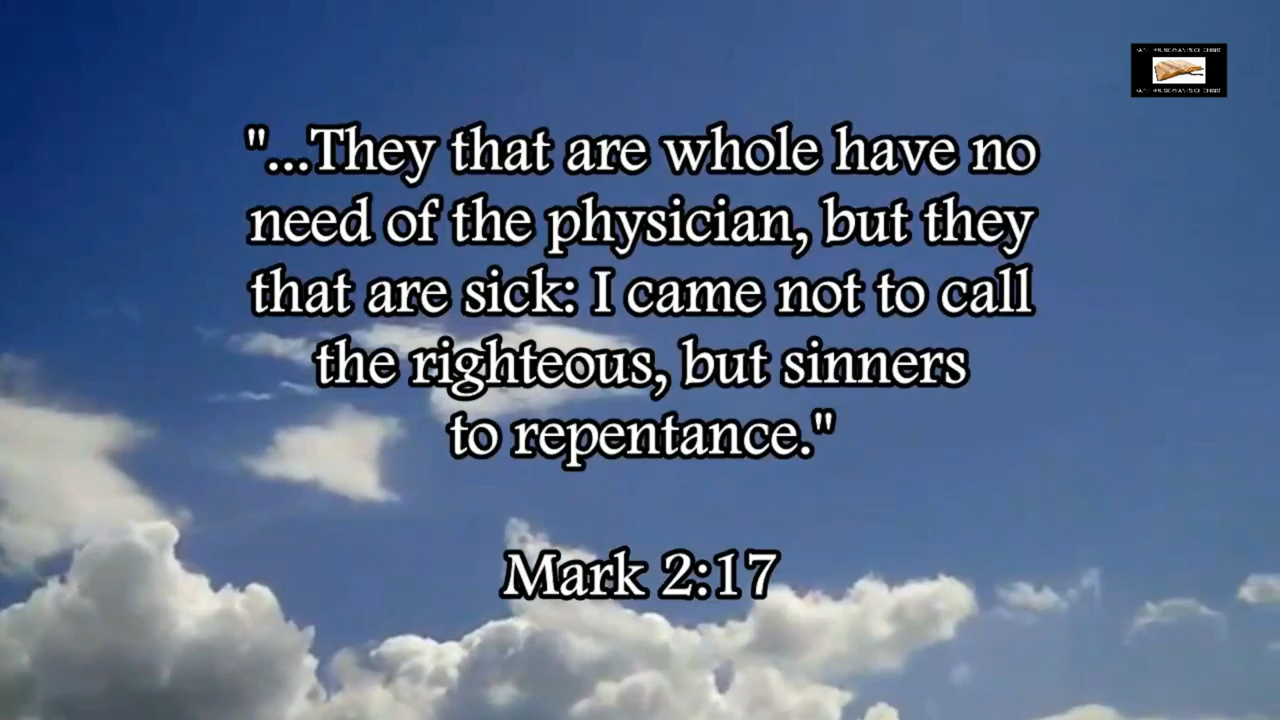 "...They that are whole have no
need of the physician, but they
that are sick: I came not to call
the righteous, but sinners
to repentance."
Mark 2:17